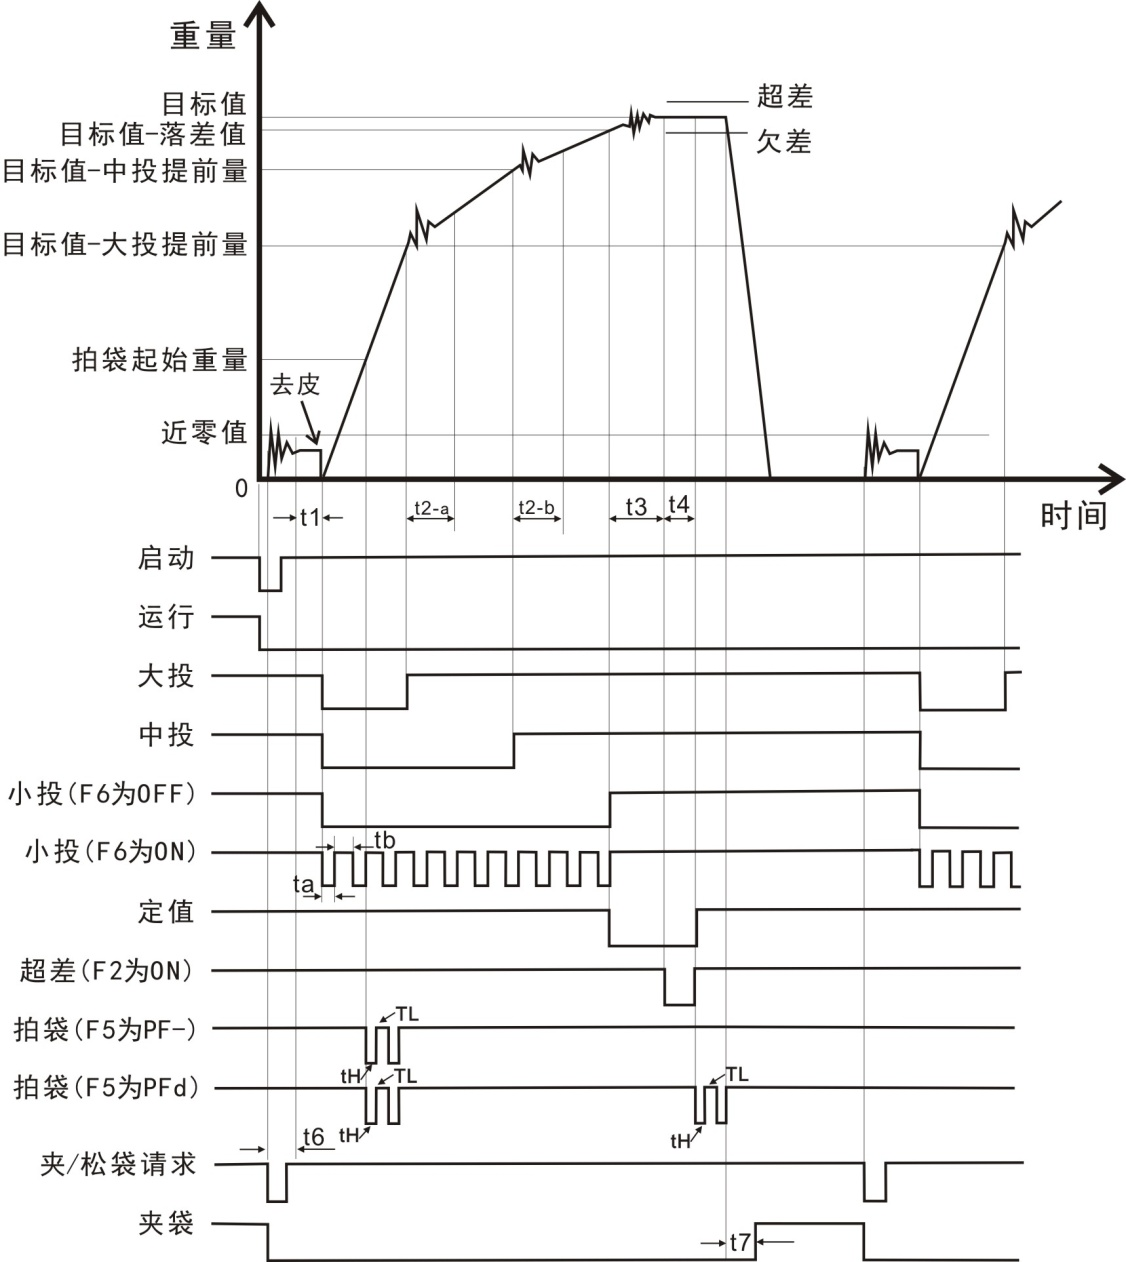 重量
目标值
超差
目标值-落差值
欠差
目标值-中投提前量
目标值-大投提前量
拍袋起始重量
去皮
近零值
0
t1
t2-a
t2-b
t3
t4
时间
启动
运行
大投
中投
小投(F6为OFF)
小投(F6为ON)
tb
ta
定值
超差(F2为ON)
拍袋(F5为PF-)
TL
tH
拍袋(F5为PFd)
TL
tH
TL
tH
夹/松袋请求
t6
夹袋
t7